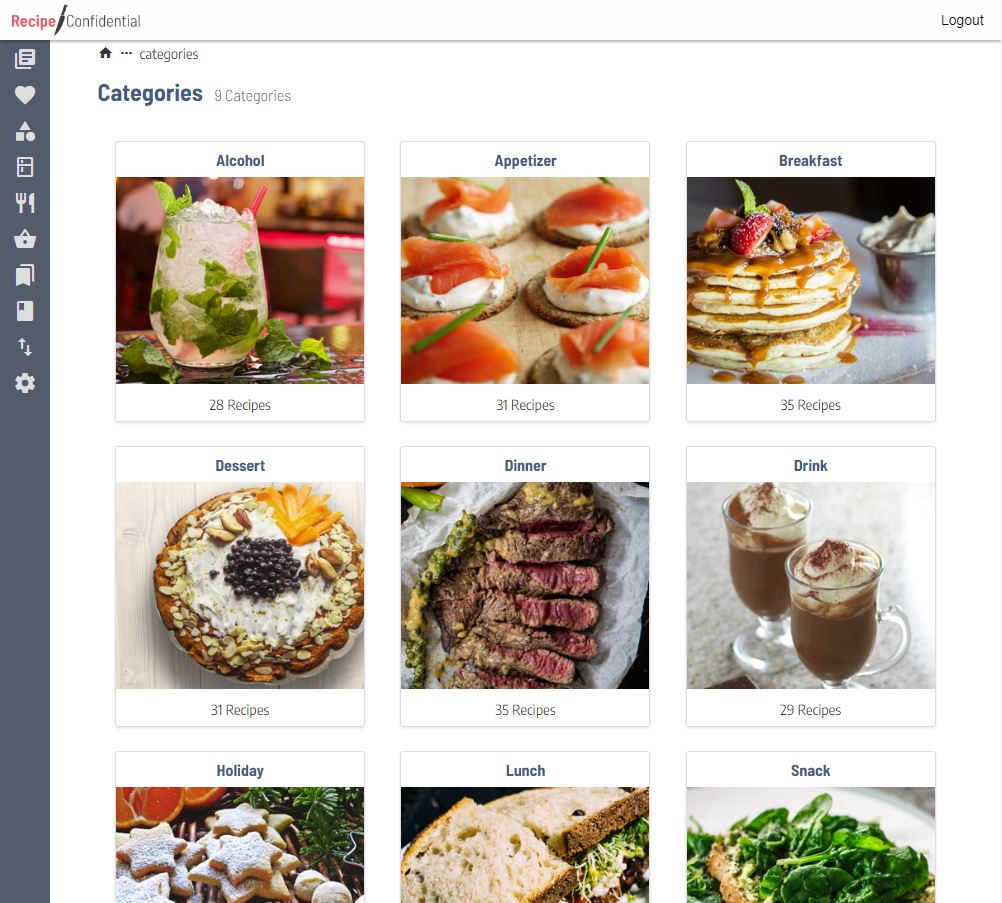 Recipe/Confidential
Logout
categories
Categories 9 Categories
Alcohol
Appetizer
Breakfast
28 Recipes
31 Recipes
35 Recipes
Dessert
Dinner
Drink
31 Recipes
35 Recipes
29 Recipes
Holiday
Lunch
Snack